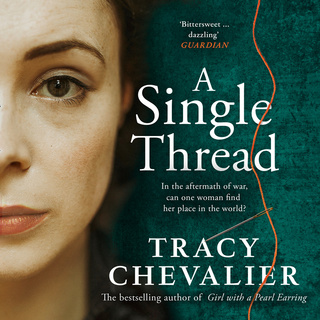 ‘Bittersweet ...
dazzling’
GUARDIAN
A
Single
Thread
In the aftermath of war,
can one woman find
her place in the world?
TRACY
CHEVALIER
The bestselling author of Girl with a Pearl Earring